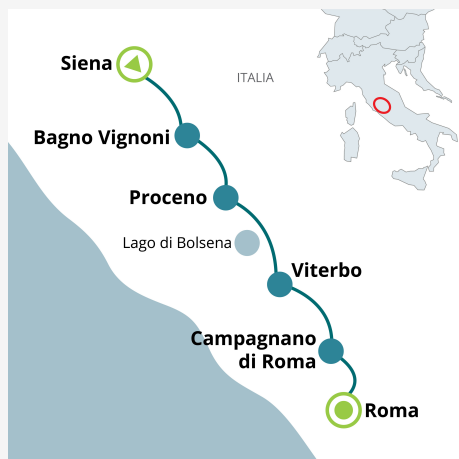 Siena
ITALIA
Bagno Vignoni
Proceno
Lago di Bolsena
Viterbo
Campagnano
di Roma
Roma